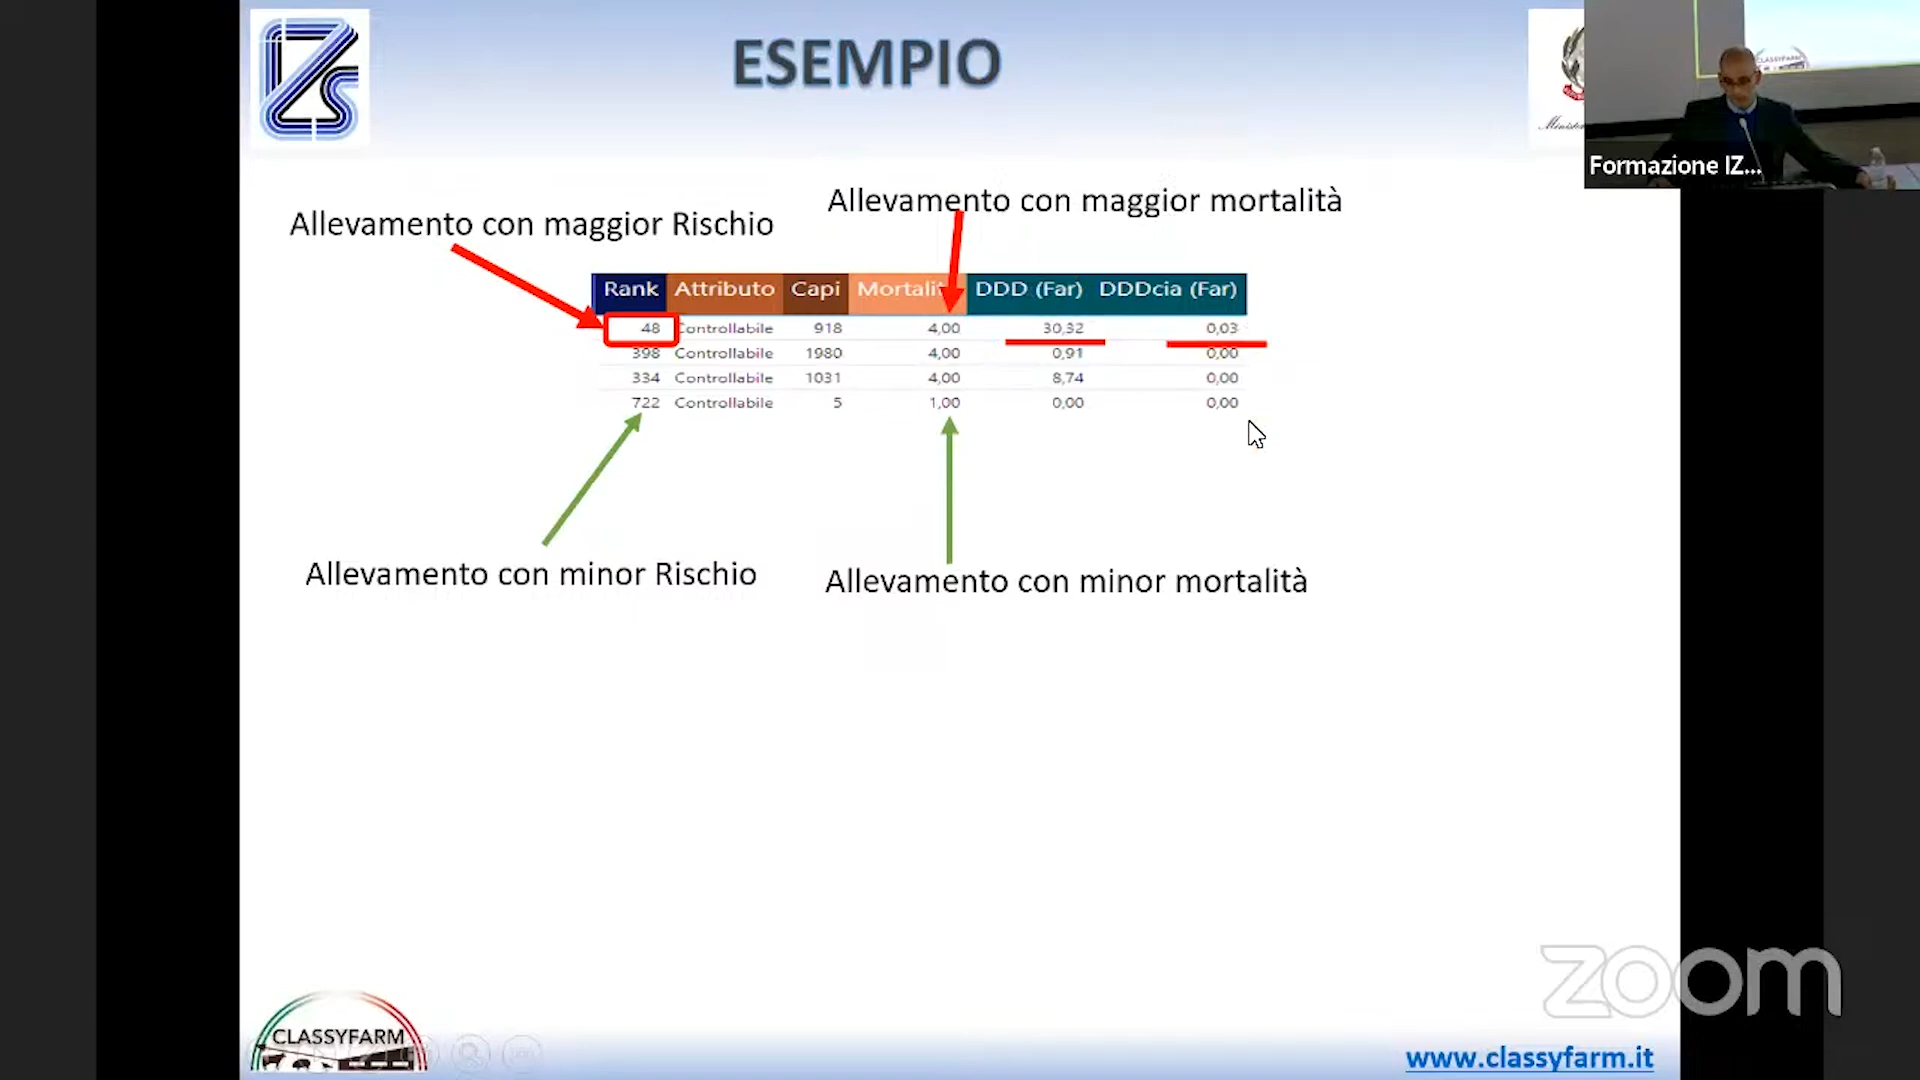 ESEMPIO
CLASSYFARM
Formazione IZ...
Allevamento con maggior Rischio
Allevamento con maggior mortalità
Rank Attributo Capi Mortalit DDD (Far) DDDcia (Far)
48 Controllabile 918 4,00 30,32 0,03
398 Controllabile 1980 4,00 0,91 0,00
334 Controllabile 1031 4,00 8,74 0,00
722 Controllabile 5 1,00 0,00 0,00
Allevamento con minor Rischio
Allevamento con minor mortalità
zoom
CLASSYFARM
www.classyfarm.it